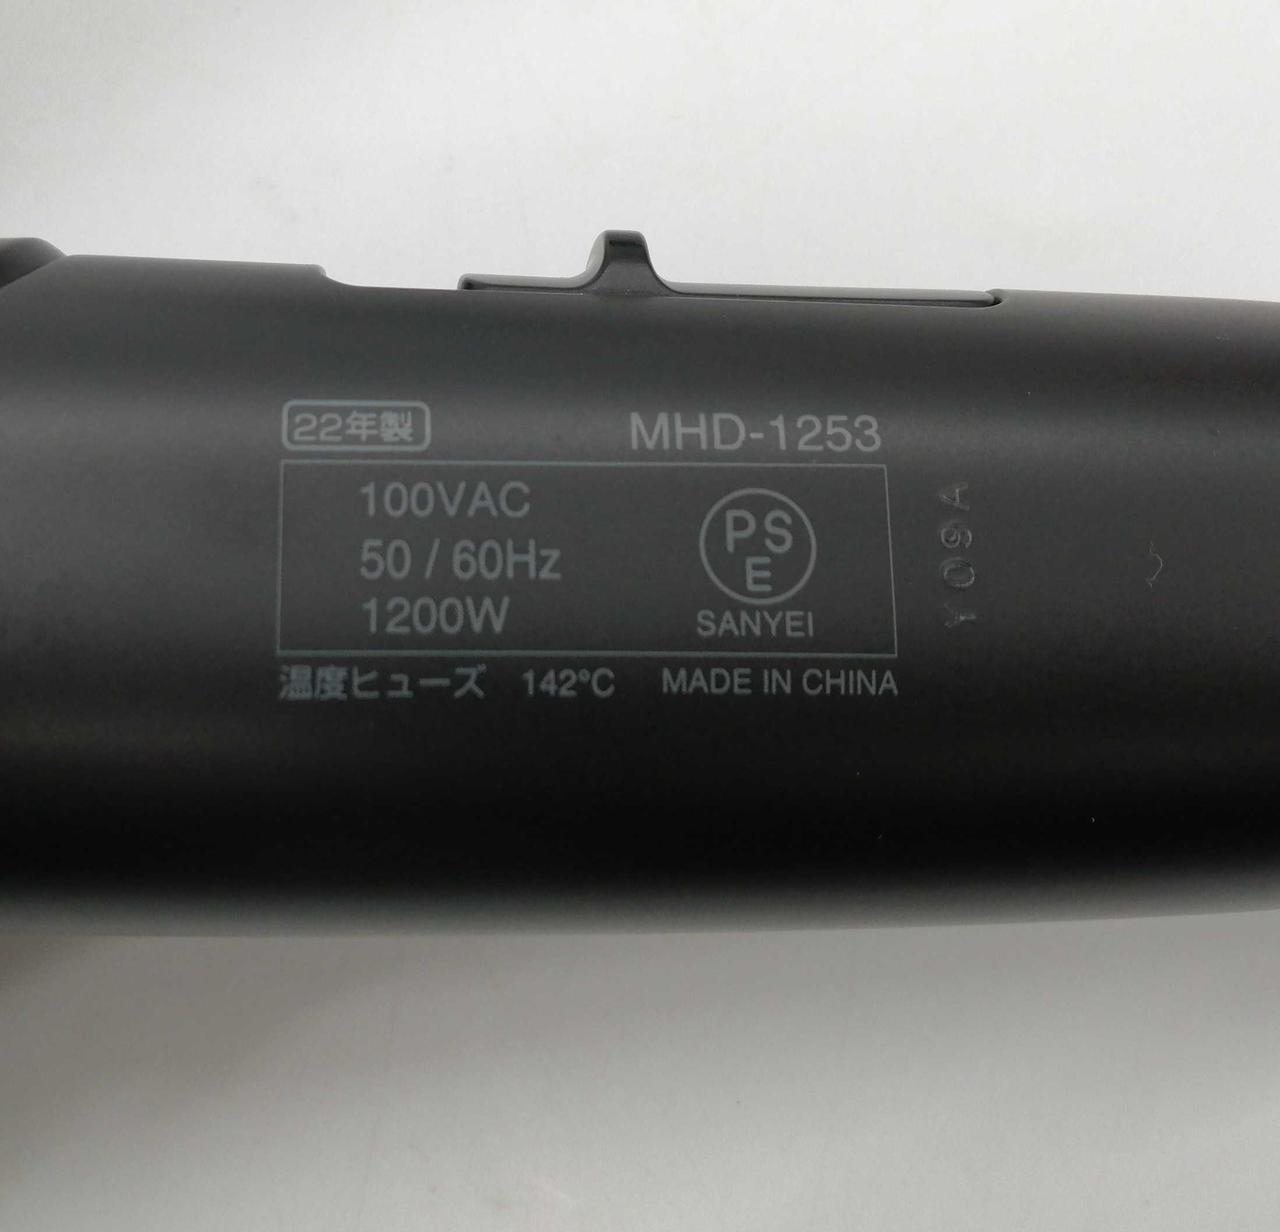 22年製
MHD-1253
100VAC
50 / 60Hz
1200W
PS
E
SANYEI
温度ヒューズ 142°C
MADE IN CHINA
Y09A